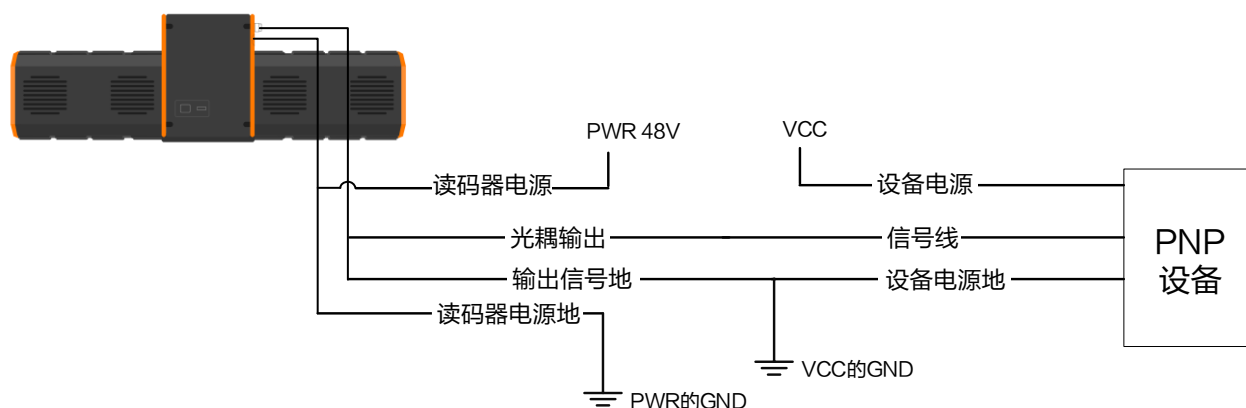 PWR 48V
VCC
读码器电源
设备电源
光耦输出
信号线
PNP
设备
输出信号地
设备电源地
读码器电源地
VCC的GND
PWR的GND